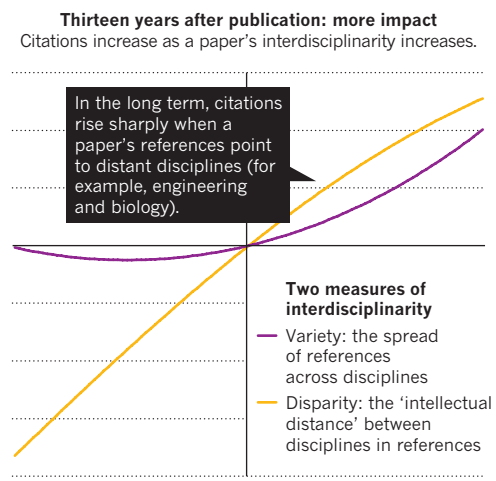 Thirteen years after publication: more impact
Citations increase as a paper's interdisciplinarity increases.
In the long term, citations
rise sharply when a
paper's references point
to distant disciplines (for
example, engineering
and biology).
Two measures of
interdisciplinarity
Variety: the spread
of references
across disciplines
Disparity: the ‘intellectual
distance’ between
disciplines in references